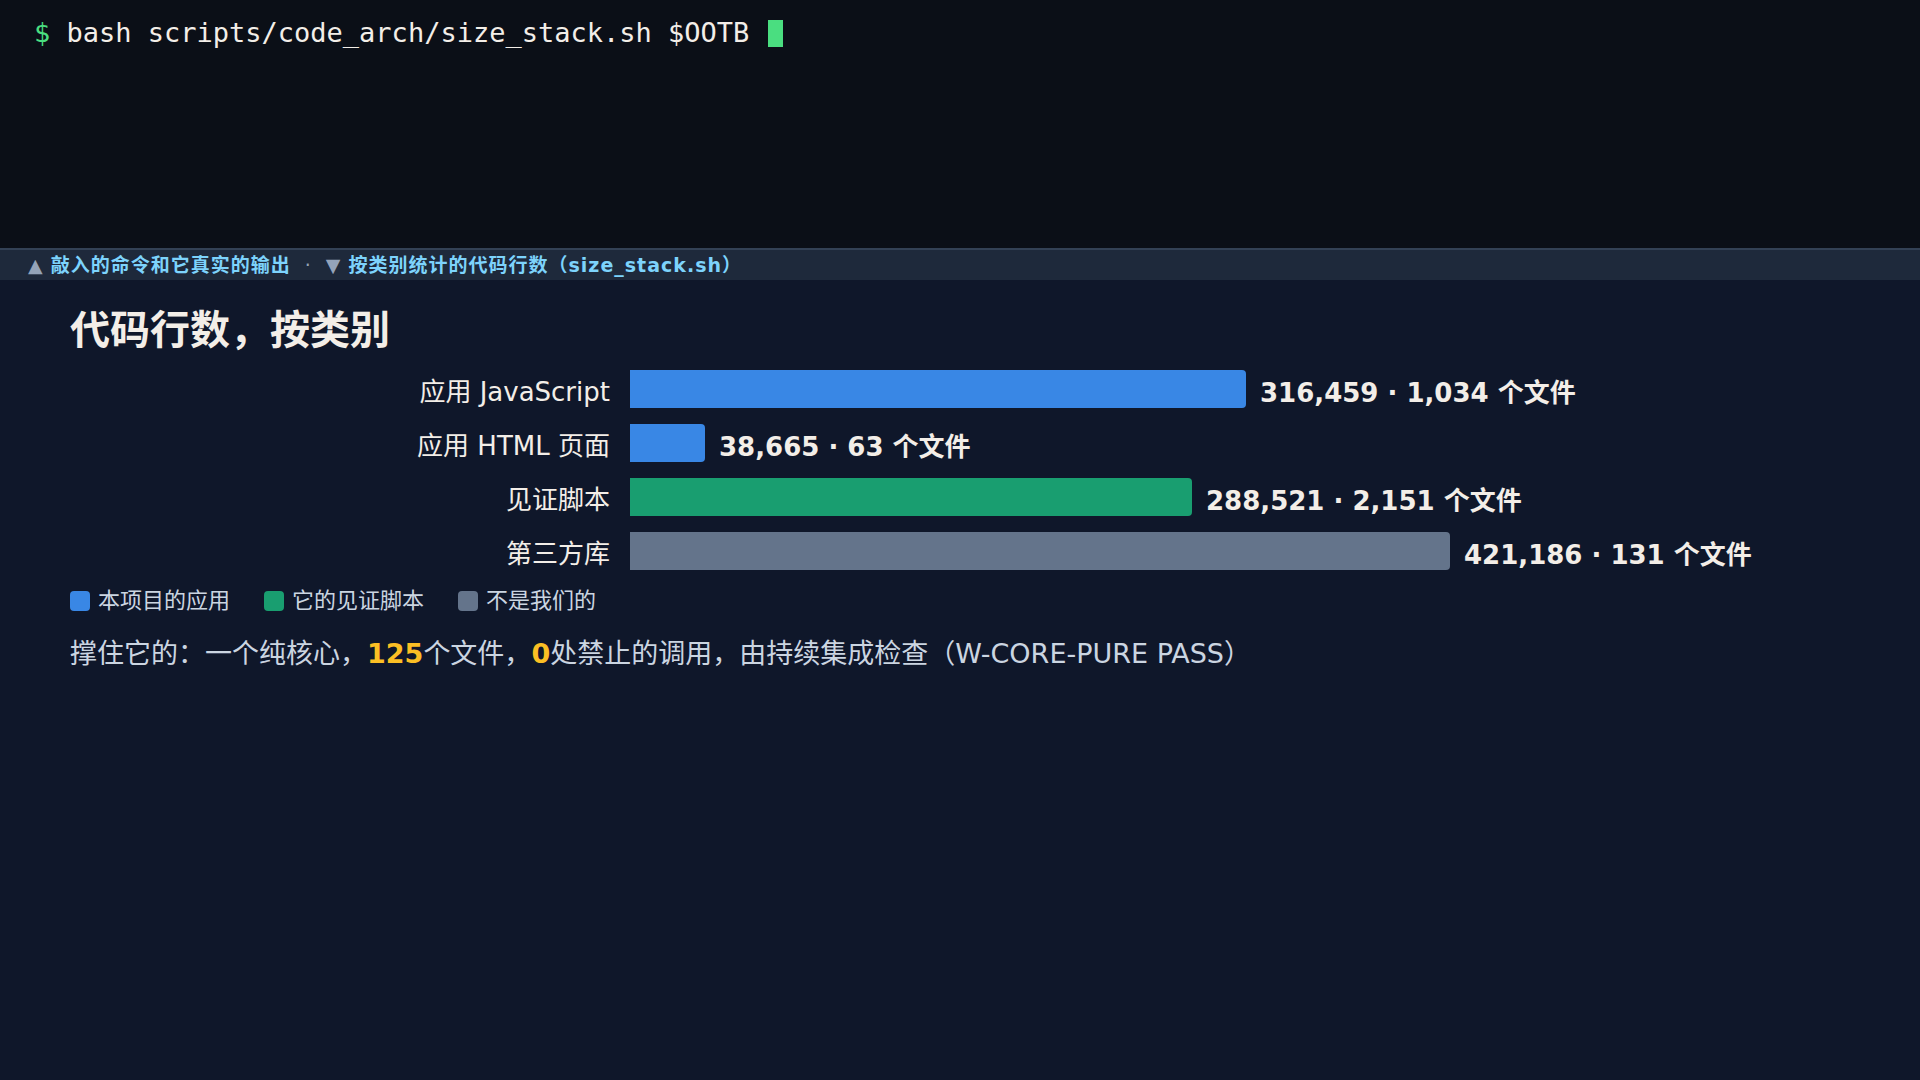 $ bash scripts/code_arch/size_stack.sh $OOTB
▲ 敲入的命令和它真实的输出 · ▼ 按类别统计的代码行数（size_stack.sh）
代码行数，按类别
应用 JavaScript 316,459 · 1,034 个文件
应用 HTML 页面 38,665 · 63 个文件
见证脚本 288,521 · 2,151 个文件
第三方库 421,186 · 131 个文件
本项目的应用 它的见证脚本 不是我们的
撑住它的：一个纯核心，125个文件，0处禁止的调用，由持续集成检查（W-CORE-PURE PASS）